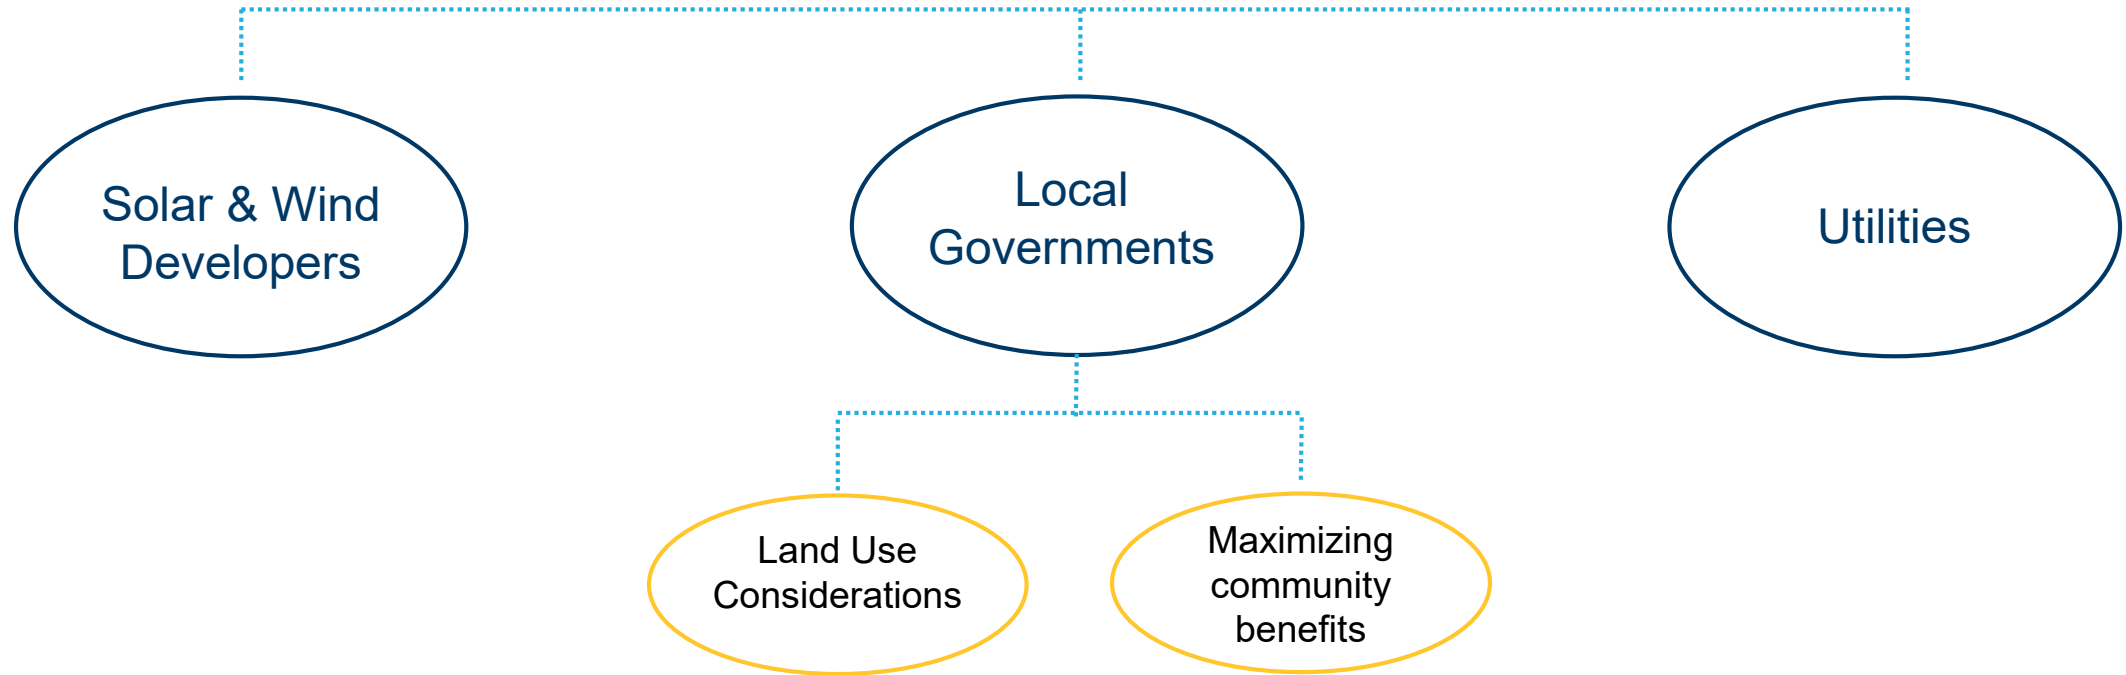 Solar & Wind
Developers
Local
Governments
Utilities
Land Use
Considerations
Maximizing
community
benefits